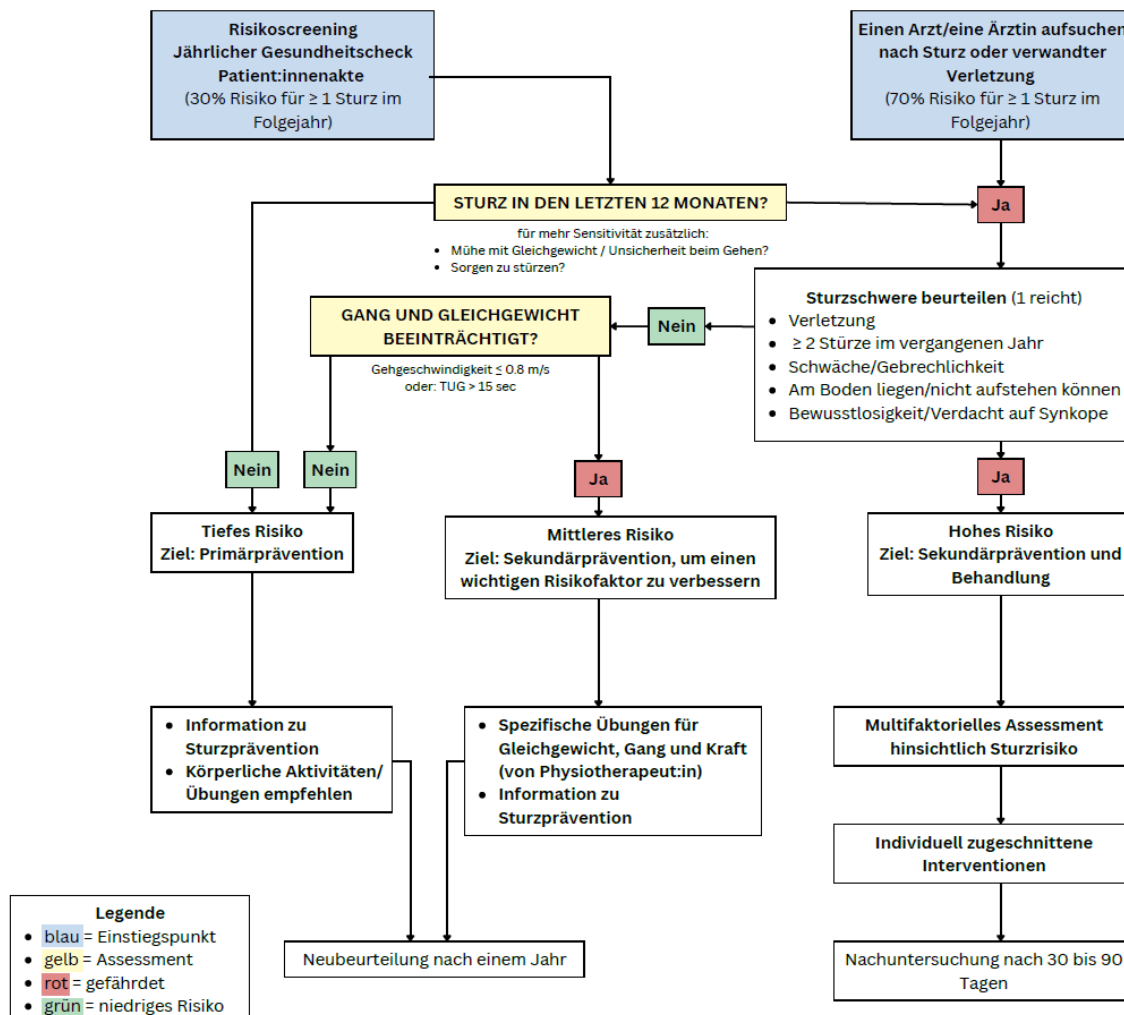 Risikoscreening
Jährlicher Gesundheitscheck
Patient:innenakte
(30% Risiko für ≥ 1 Sturz im
Folgejahr)
Einen Arzt/eine Ärztin aufsuchen
nach Sturz oder verwandter
Verletzung
(70% Risiko für ≥ 1 Sturz im
Folgejahr)
STURZ IN DEN LETZTEN 12 MONATEN?
Ja
für mehr Sensitivität zusätzlich:
• Mühe mit Gleichgewicht / Unsicherheit beim Gehen?
• Sorgen zu stürzen?
Sturzschwere beurteilen (1 reicht)
• Verletzung
• ≥ 2 Stürze im vergangenen Jahr
• Schwäche/Gebrechlichkeit
• Am Boden liegen/nicht aufstehen können
• Bewusstlosigkeit/Verdacht auf Synkope
Nein
GANG UND GLEICHGEWICHT
BEEINTRÄCHTIGT?
Gehgeschwindigkeit ≤ 0.8 m/s
oder: TUG > 15 sec
Nein
Nein
Ja
Ja
Tiefes Risiko
Ziel: Primärprävention
Mittleres Risiko
Ziel: Sekundärprävention, um einen
wichtigen Risikofaktor zu verbessern
Hohes Risiko
Ziel: Sekundärprävention und
Behandlung
• Information zu
Sturzprävention
• Körperliche Aktivitäten/
Übungen empfehlen
• Spezifische Übungen für
Gleichgewicht, Gang und Kraft
(von Physiotherapeut:in)
• Information zu
Sturzprävention
Multifaktorielles Assessment
hinsichtlich Sturzrisiko
Individuell zugeschnittene
Interventionen
Neubeurteilung nach einem Jahr
Nachuntersuchung nach 30 bis 90
Tagen
Legende
• blau = Einstiegspunkt
• gelb = Assessment
• rot = gefährdet
• grün = niedriges Risiko